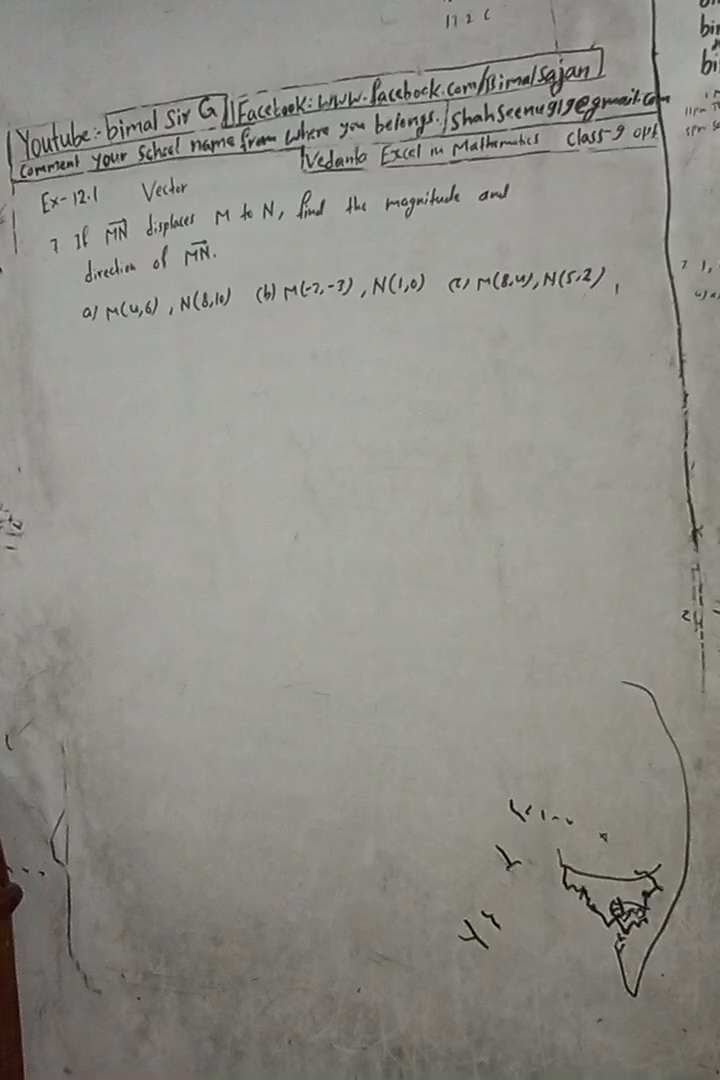 Youtube:- bimal Sir G || Facebook: www.facebook.com/Bimalsajan
Comment your School name from where you belongs. | Shahseenu919@gmail.com
Vedanta Excel in Mathematics class-9 opt
Ex- 12.1 Vector
7 If MN displaces M to N, find the magnitude and
direction of MN.
a) M(4,6) , N(8,10) (b) M(-2,-3) , N(1,0) (c) M(8,4), N(5,2)